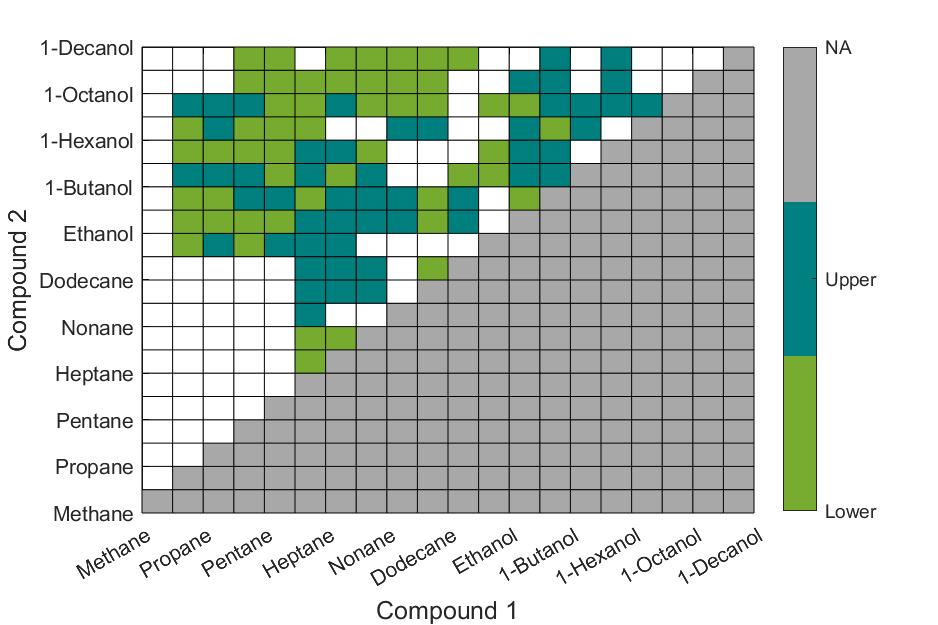 1-Decanol
1-Octanol
1-Hexanol
1-Butanol
Ethanol
Dodecane
Nonane
Heptane
Pentane
Propane
Methane
Compound 2
Methane
Propane
Pentane
Heptane
Nonane
Dodecane
Ethanol
1-Butanol
1-Hexanol
1-Octanol
1-Decanol
Compound 1
NA
Upper
Lower